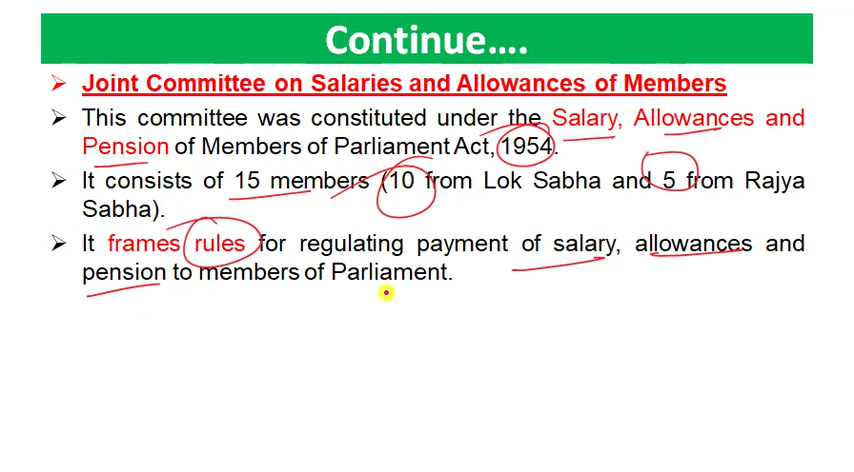 Continue....
➢ Joint Committee on Salaries and Allowances of Members
➢ This committee was constituted under the Salary, Allowances and
Pension of Members of Parliament Act, 1954.
➢ It consists of 15 members (10 from Lok Sabha and 5 from Rajya
Sabha).
➢ It frames rules for regulating payment of salary, allowances and
pension to members of Parliament.